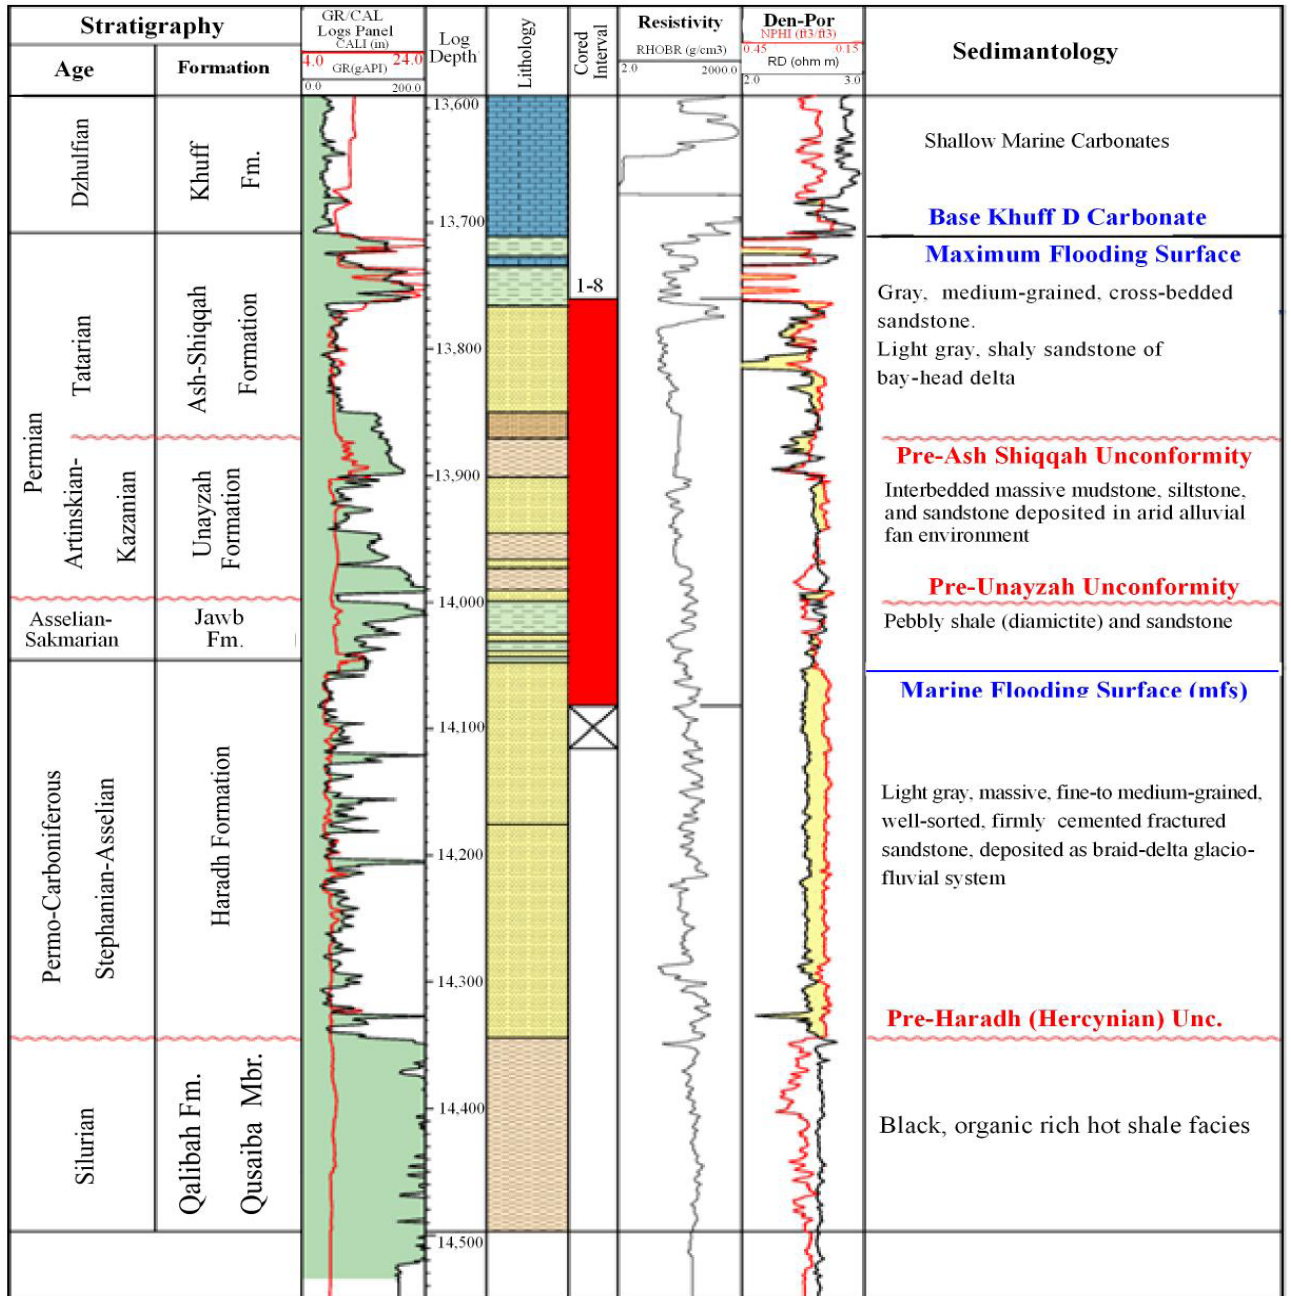 Stratigraphy
Age
Formation
GR/CAL
Logs Panel
CALI (in)
4.0 24.0
GR(gAPI)
0.0 200.0
Log
Depth
Lithology
Cored
Interval
Resistivity
RHOBR (g/cm3)
2.0 2000.0
Den-Por
NPHI (ft3/ft3)
0.45 0.15
RD (ohm m)
2.0 3.0
Sedimantology
Dzhulfian
Khuff
Fm.
13,600
13,700
Shallow Marine Carbonates
Base Khuff D Carbonate
Maximum Flooding Surface
Permian
Tatarian
Ash-Shiqqah
Formation
1-8
13,800
Gray, medium-grained, cross-bedded
sandstone.
Light gray, shaly sandstone of
bay-head delta
Pre-Ash Shiqqah Unconformity
Artinskian-
Kazantian
Unayzah
Formation
13,900
Interbedded massive mudstone, siltstone,
and sandstone deposited in arid alluvial
fan environment
Pre-Unayzah Unconformity
14,000
Asselian-
Sakmarian
Jawb
Fm.
Pebbly shale (diamictite) and sandstone
Marine Flooding Surface (mfs)
Permo-Carboniferous
Stephanian-Asselian
Haradh Formation
14,100
14,200
14,300
Light gray, massive, fine-to medium-grained,
well-sorted, firmly cemented fractured
sandstone, deposited as braid-delta glacio-
fluvial system
Pre-Haradh (Hercynian) Unc.
Silurian
Qalibah Fm.
Qusaiba Mbr.
14,400
14,500
Black, organic rich hot shale facies